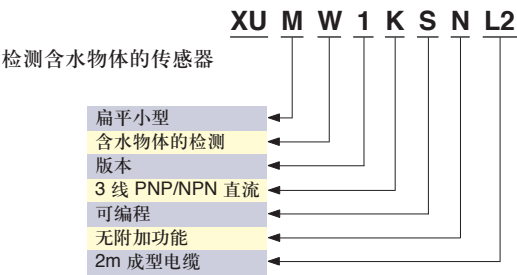 XU M W 1 K S N L2
检测含水物体的传感器
扁平小型
含水物体的检测
版本
3 线 PNP/NPN 直流
可编程
无附加功能
2m 成型电缆